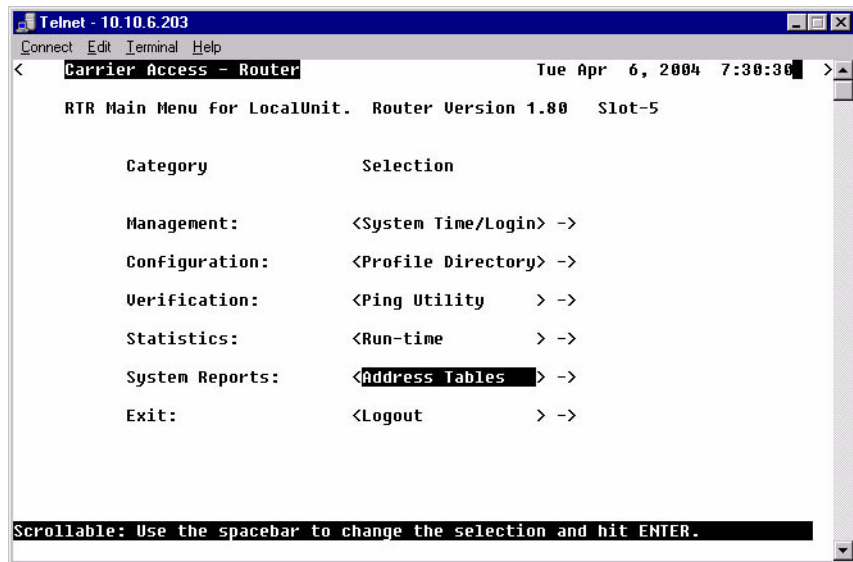 Telnet - 10.10.6.203
Connect Edit Terminal Help
< Carrier Access - Router Tue Apr 6, 2004 7:30:30 >
RTR Main Menu for LocalUnit. Router Version 1.80 Slot-5
Category Selection
Management: <System Time/Login> ->
Configuration: <Profile Directory> ->
Verification: <Ping Utility > ->
Statistics: <Run-time > ->
System Reports: <Address Tables > ->
Exit: <Logout > ->
Scrollable: Use the spacebar to change the selection and hit ENTER.